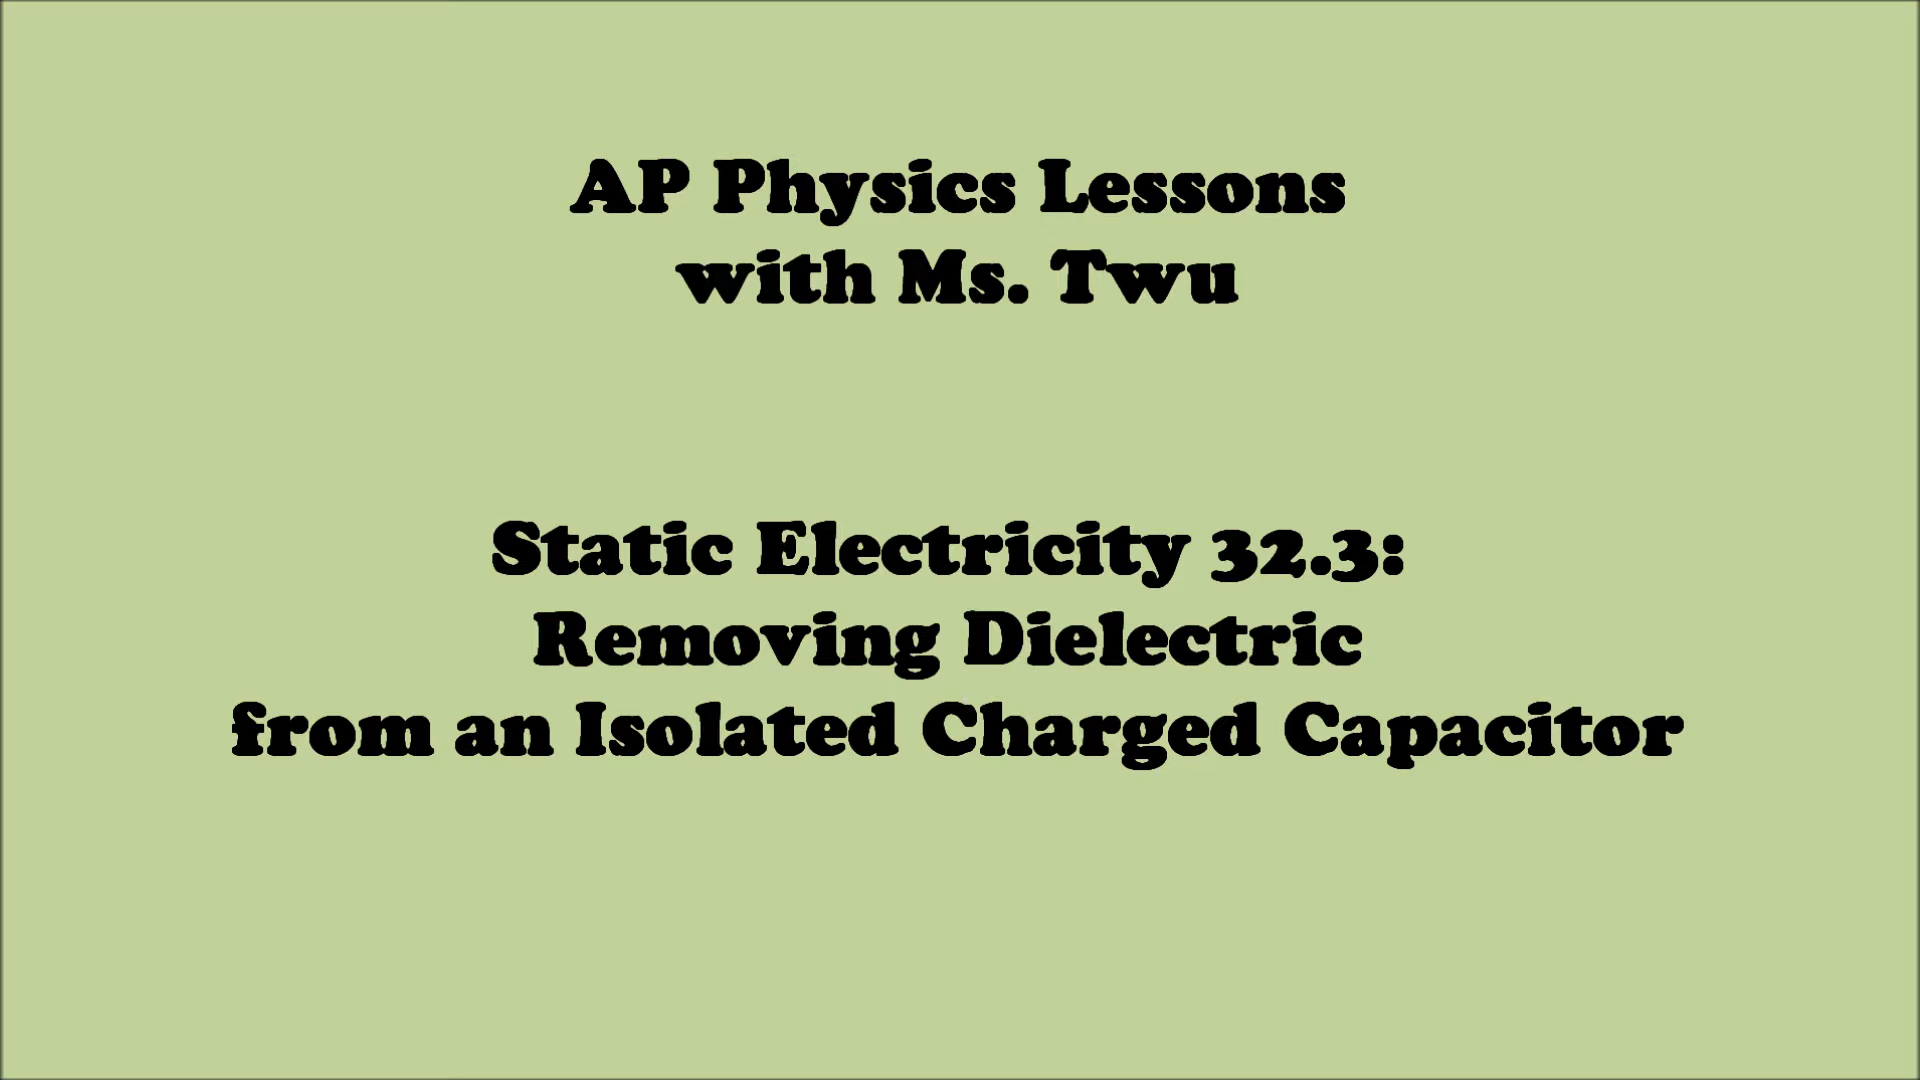 AP Physics Lessons
with Ms. Twu
Static Electricity 32.3:
Removing Dielectric
from an Isolated Charged Capacitor